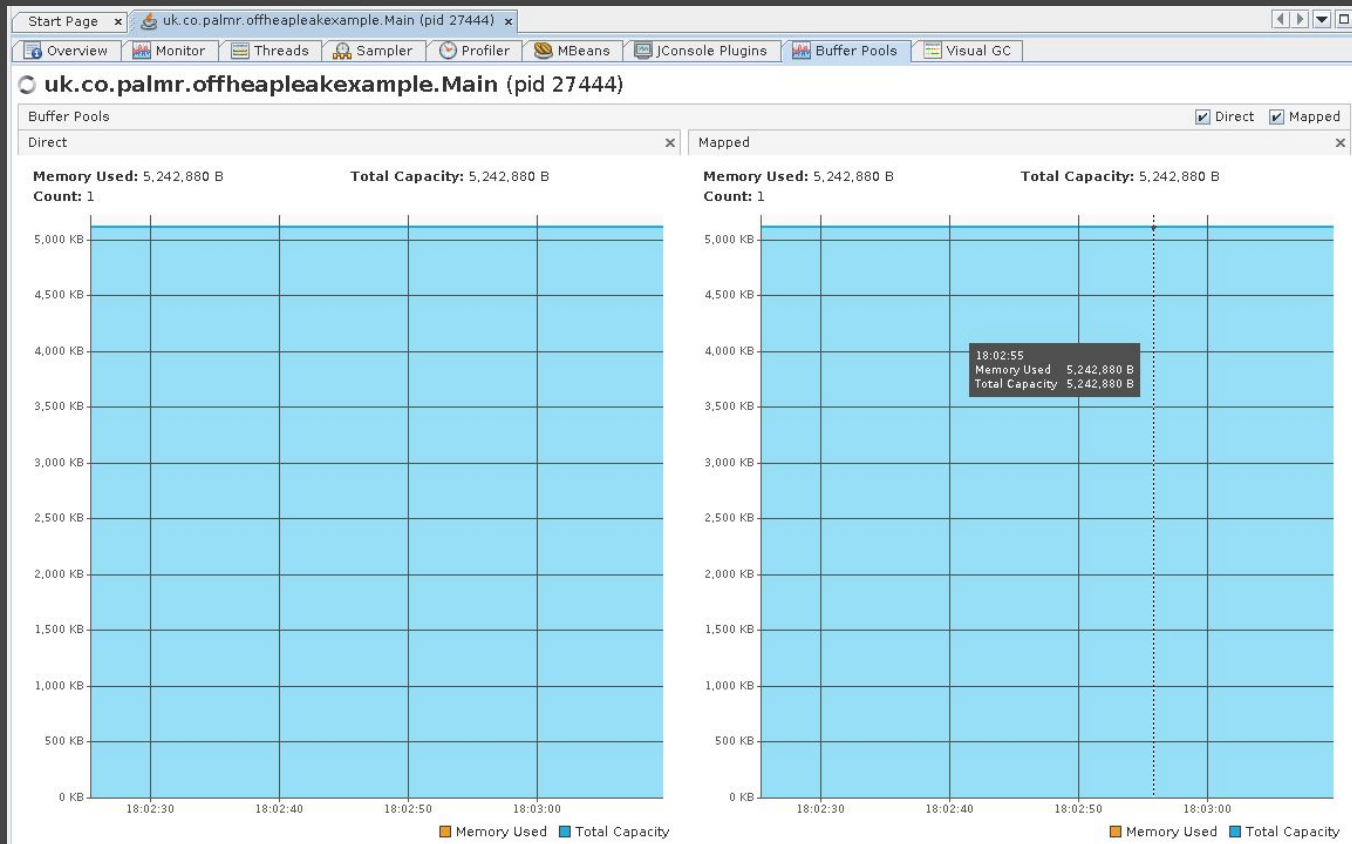 Start Page
uk.co.palmr.offheapleakexample.Main (pid 27444)
Overview Monitor Threads Sampler Profiler MBeans JConsole Plugins Buffer Pools Visual GC
uk.co.palmr.offheapleakexample.Main (pid 27444)
Buffer Pools Direct Mapped
Direct
Memory Used: 5,242,880 B Total Capacity: 5,242,880 B
Count: 1
5,000 KB
4,500 KB
4,000 KB
3,500 KB
3,000 KB
2,500 KB
2,000 KB
1,500 KB
1,000 KB
500 KB
0 KB
18:02:30 18:02:40 18:02:50 18:03:00
Memory Used Total Capacity
Mapped
Memory Used: 5,242,880 B Total Capacity: 5,242,880 B
Count: 1
5,000 KB
4,500 KB
4,000 KB
18:02:55
Memory Used 5,242,880 B
Total Capacity 5,242,880 B
3,500 KB
3,000 KB
2,500 KB
2,000 KB
1,500 KB
1,000 KB
500 KB
0 KB
18:02:30 18:02:40 18:02:50 18:03:00
Memory Used Total Capacity